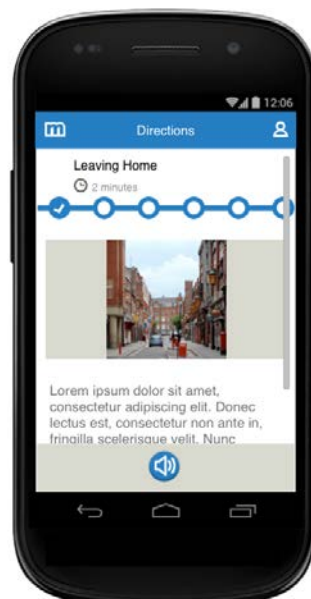 12:06
Directions
Leaving Home
2 minutes
Lorem ipsum dolor sit amet,
consectetur adipiscing elit. Donec
lectus est, consectetur non ante in,
fringilla scelerisque velit. Nunc